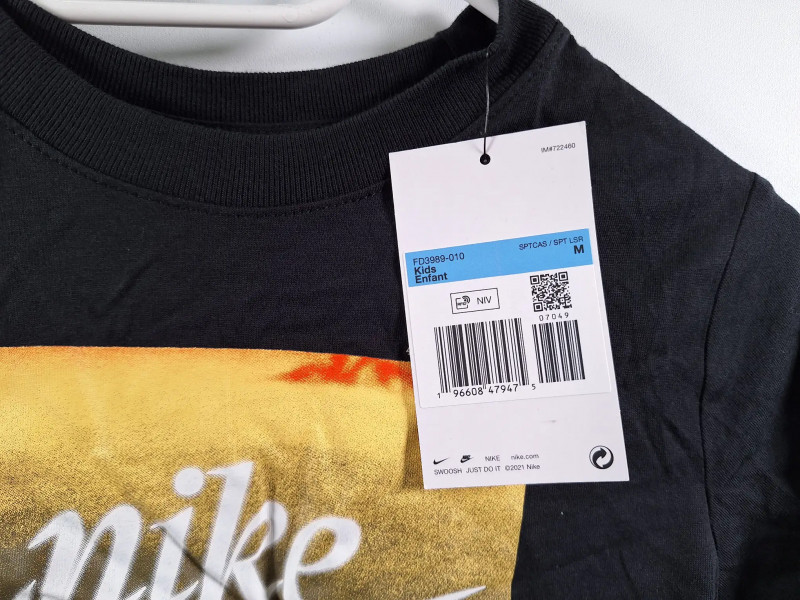 IM#722460
SPTCAS / SPT LSR
FD3989-010
M
Kids
Enfant
NIV
07049
1 96608 47947 5
NIKE nike.com
SWOOSH JUST DO IT ©2021 Nike
nike